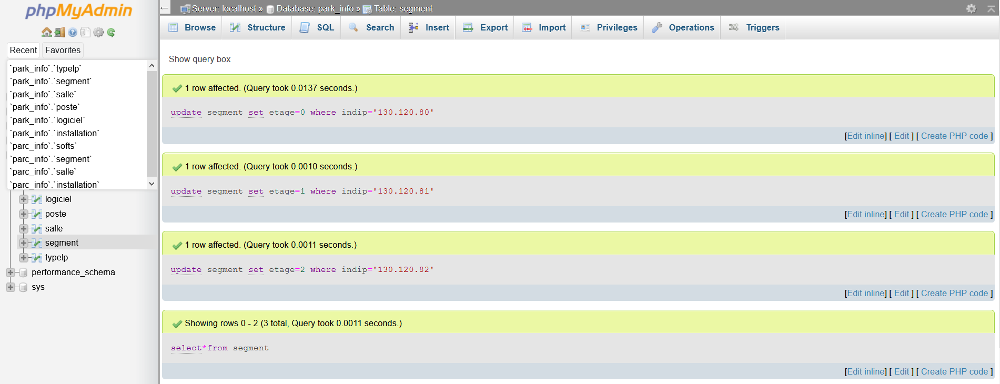 phpMyAdmin
Recent Favorites
`park_info`.`typelp`
`park_info`.`segment`
`park_info`.`salle`
`park_info`.`poste`
`park_info`.`logiciel`
`park_info`.`installation`
`parc_info`.`softs`
`parc_info`.`segment`
`parc_info`.`salle`
`parc_info`.`installation`
logiciel
poste
salle
segment
typelp
performance_schema
sys
Server: localhost » Database: park_info » Table: segment
Browse Structure SQL Search Insert Export Import Privileges Operations Triggers
Show query box
1 row affected. (Query took 0.0137 seconds.)
update segment set etage=0 where indip='130.120.80'
[Edit inline] [ Edit ] [ Create PHP code ]
1 row affected. (Query took 0.0010 seconds.)
update segment set etage=1 where indip='130.120.81'
[Edit inline] [ Edit ] [ Create PHP code ]
1 row affected. (Query took 0.0011 seconds.)
update segment set etage=2 where indip='130.120.82'
[Edit inline] [ Edit ] [ Create PHP code ]
Showing rows 0 - 2 (3 total, Query took 0.0011 seconds.)
select*from segment
[Edit inline] [ Edit ] [ Create PHP code ]